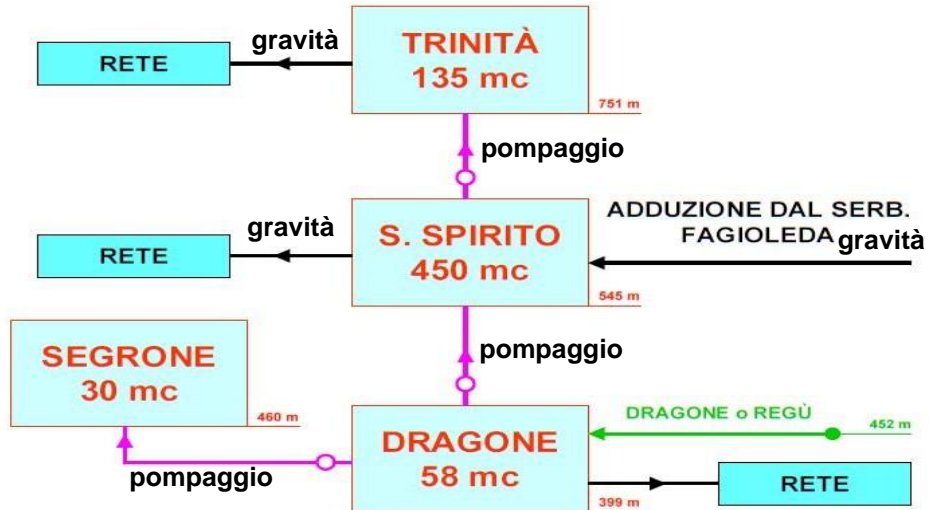 gravità
TRINITÀ
135 mc
RETE
751 m
pompaggio
ADDUZIONE DAL SERB.
FAGIOLEDA
gravità
gravità
S. SPIRITO
450 mc
RETE
545 m
pompaggio
SEGRONE
30 mc
460 m
DRAGONE o REGÙ
452 m
DRAGONE
58 mc
pompaggio
RETE
399 m